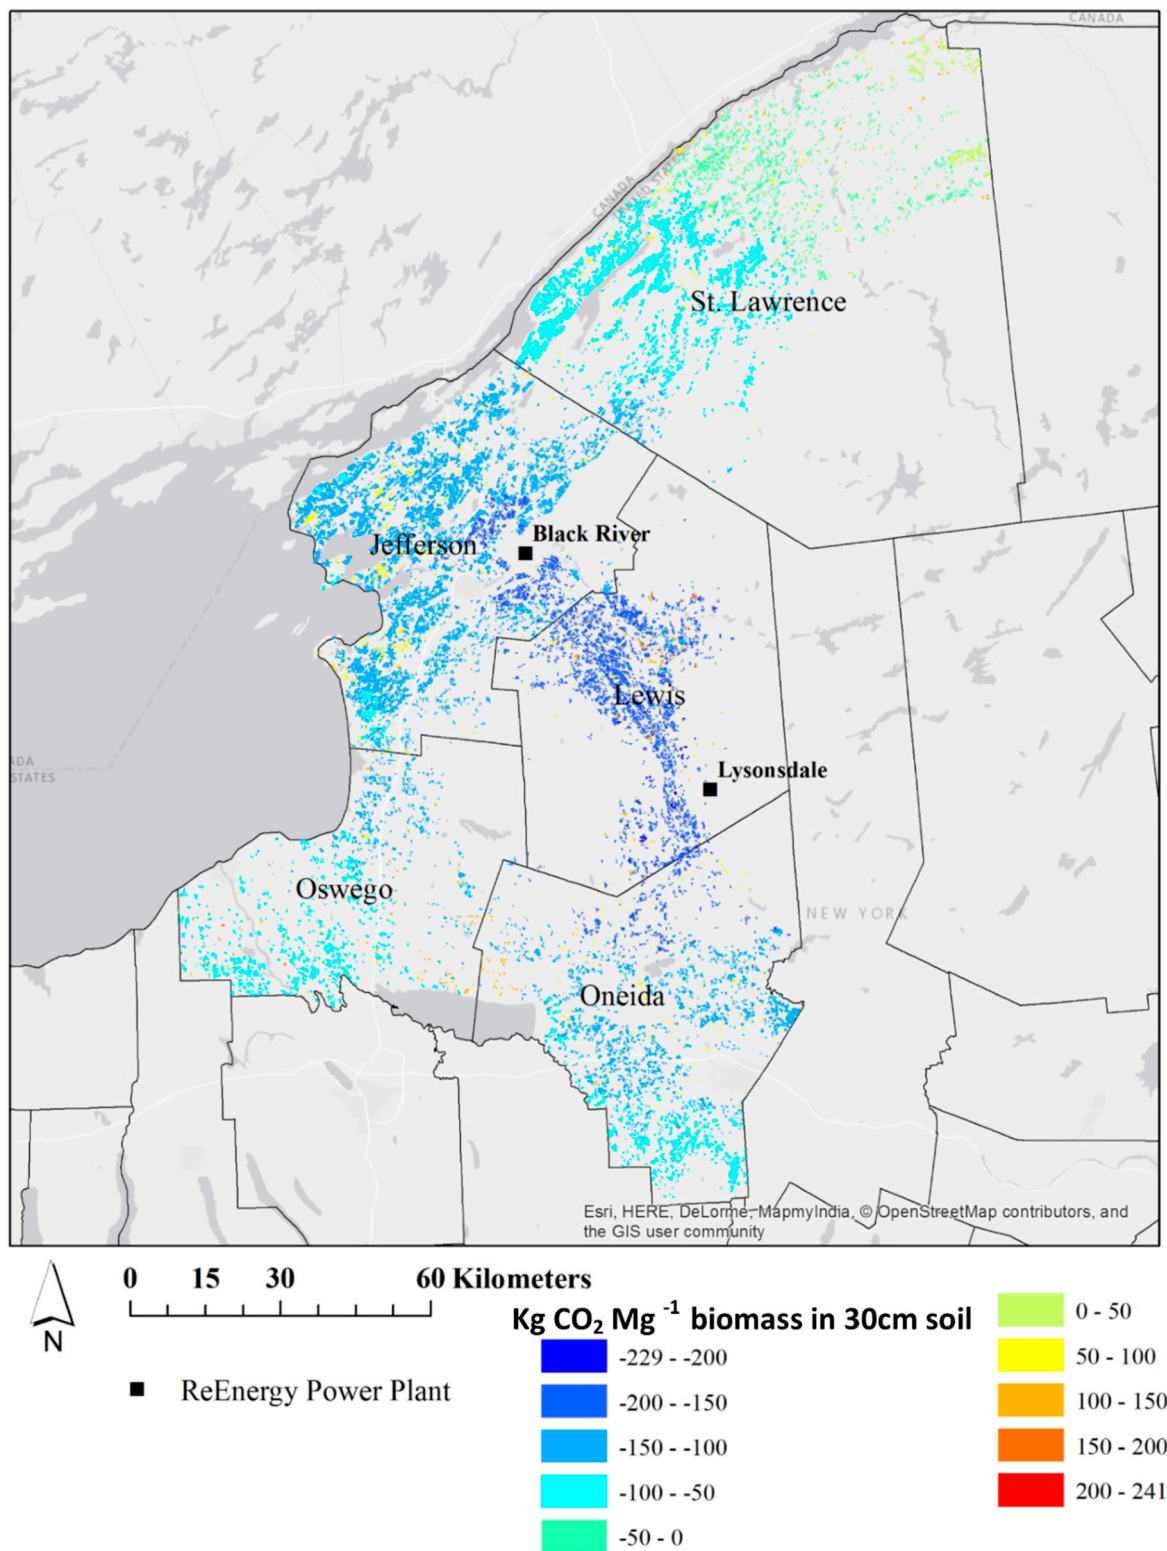 CANADA
CANADA
UNITED STATES
St. Lawrence
Black River
Jefferson
Lewis
Lysonsdale
ADA
STATES
Oswego
NEW YORK
Oneida
Esri, HERE, DeLorme, MapmyIndia, © OpenStreetMap contributors, and
the GIS user community
0 15 30 60 Kilometers
N
ReEnergy Power Plant
Kg CO₂ Mg ⁻¹ biomass in 30cm soil
-229 - -200
-200 - -150
-150 - -100
-100 - -50
-50 - 0
0 - 50
50 - 100
100 - 150
150 - 200
200 - 241